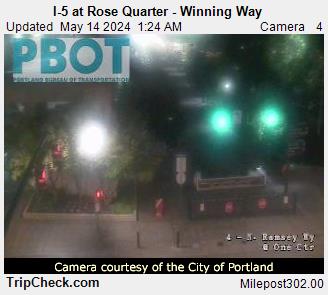 I-5 at Rose Quarter - Winning Way
Updated May 14 2024 1:24 AM Camera 4
PBOT
PORTLAND BUREAU OF TRANSPORTATION
4 - N. Ramsey Wy
@ One Ctr
Camera courtesy of the City of Portland
TripCheck.com Milepost302.00